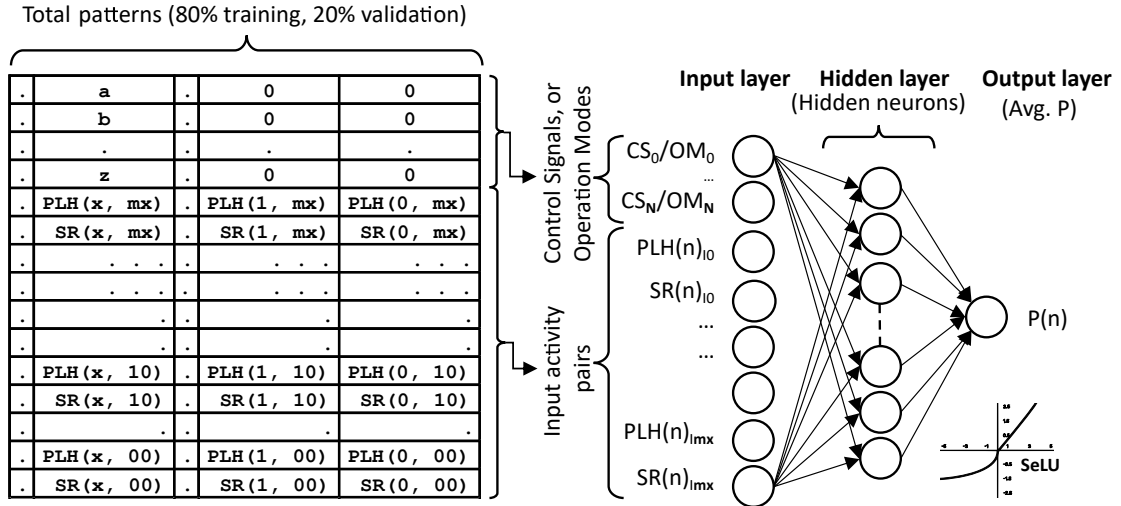 Total patterns (80% training, 20% validation)
. a . 0 0
. b . 0 0
. . . . .
. z . 0 0
. PLH(x, mx) . PLH(1, mx) PLH(0, mx)
. SR(x, mx) . SR(1, mx) SR(0, mx)
. . . . . . . . . . .
. . . . . . . . . . .
. . . .
. . . .
. PLH(x, 10) . PLH(1, 10) PLH(0, 10)
. SR(x, 10) . SR(1, 10) SR(0, 10)
. . . . .
. PLH(x, 00) . PLH(1, 00) PLH(0, 00)
. SR(x, 00) . SR(1, 00) SR(0, 00)
Control Signals, or
Operation Modes
Input activity
pairs
Input layer
Hidden layer
(Hidden neurons)
Output layer
(Avg. P)
CS0/OM0
...
CSN/OMN
PLH(n)I0
SR(n)I0
...
...
PLH(n)Imx
SR(n)Imx
P(n)
SeLU